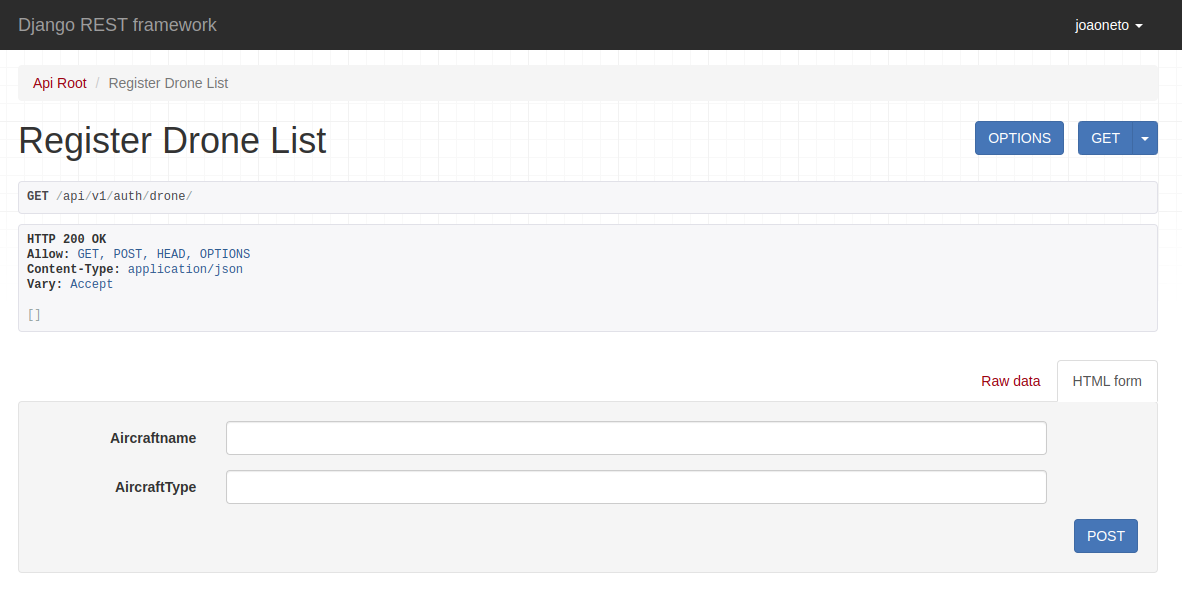 Django REST framework
joaoneto
Api Root / Register Drone List
Register Drone List
OPTIONS
GET
GET /api/v1/auth/drone/
HTTP 200 OK
Allow: GET, POST, HEAD, OPTIONS
Content-Type: application/json
Vary: Accept
[]
Raw data
HTML form
Aircraftname
AircraftType
POST